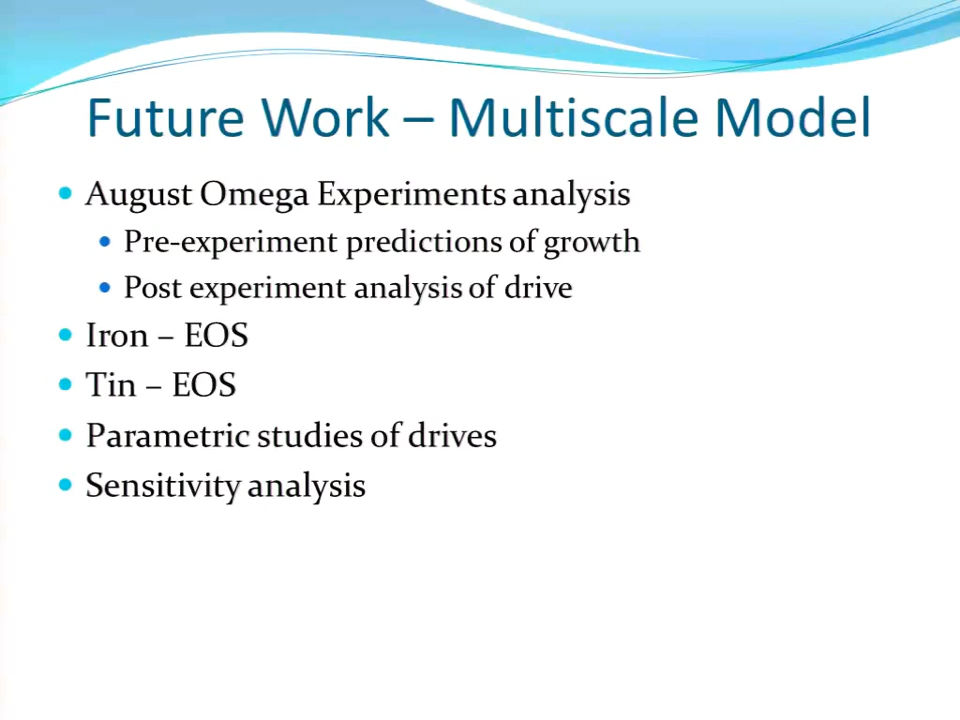 Future Work – Multiscale Model
August Omega Experiments analysis
Pre-experiment predictions of growth
Post experiment analysis of drive
Iron – EOS
Tin – EOS
Parametric studies of drives
Sensitivity analysis